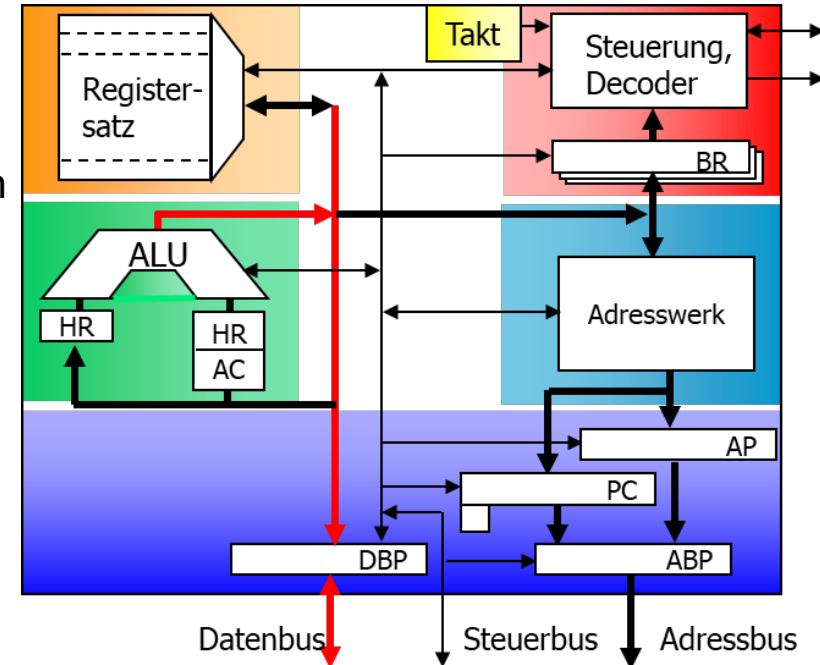 Takt
Steuerung,
Decoder
Register-
satz
BR
n
ALU
Adresswerk
HR
HR
AC
AP
PC
DBP
ABP
Datenbus
Steuerbus
Adressbus